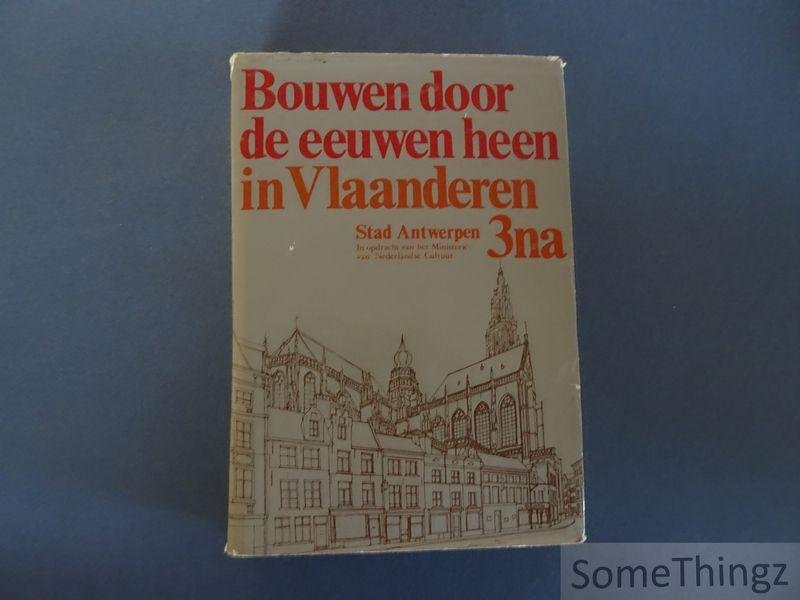 Bouwen door
de eeuwen heen
in Vlaanderen
Stad Antwerpen 3na
In opdracht van het Ministerie
van Nederlandse Cultuur
SomeThingz